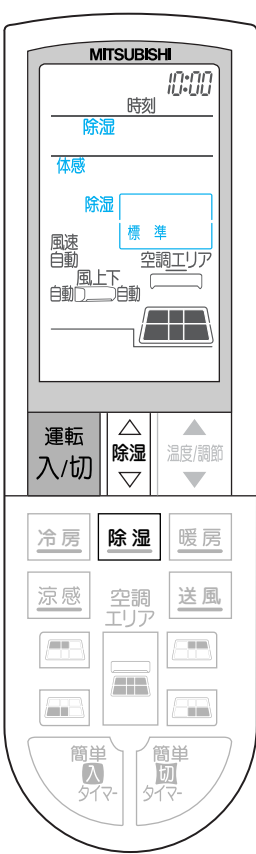 MITSUBISHI
10:00
時刻
除湿
体感
除湿
標 準
風速
自動
空調エリア
風上下
自動 自動
運転
入/切
除湿
温度/調節
冷房
除湿
暖房
涼感
空調
エリア
送風
簡単
入
タイマー
簡単
切
タイマー